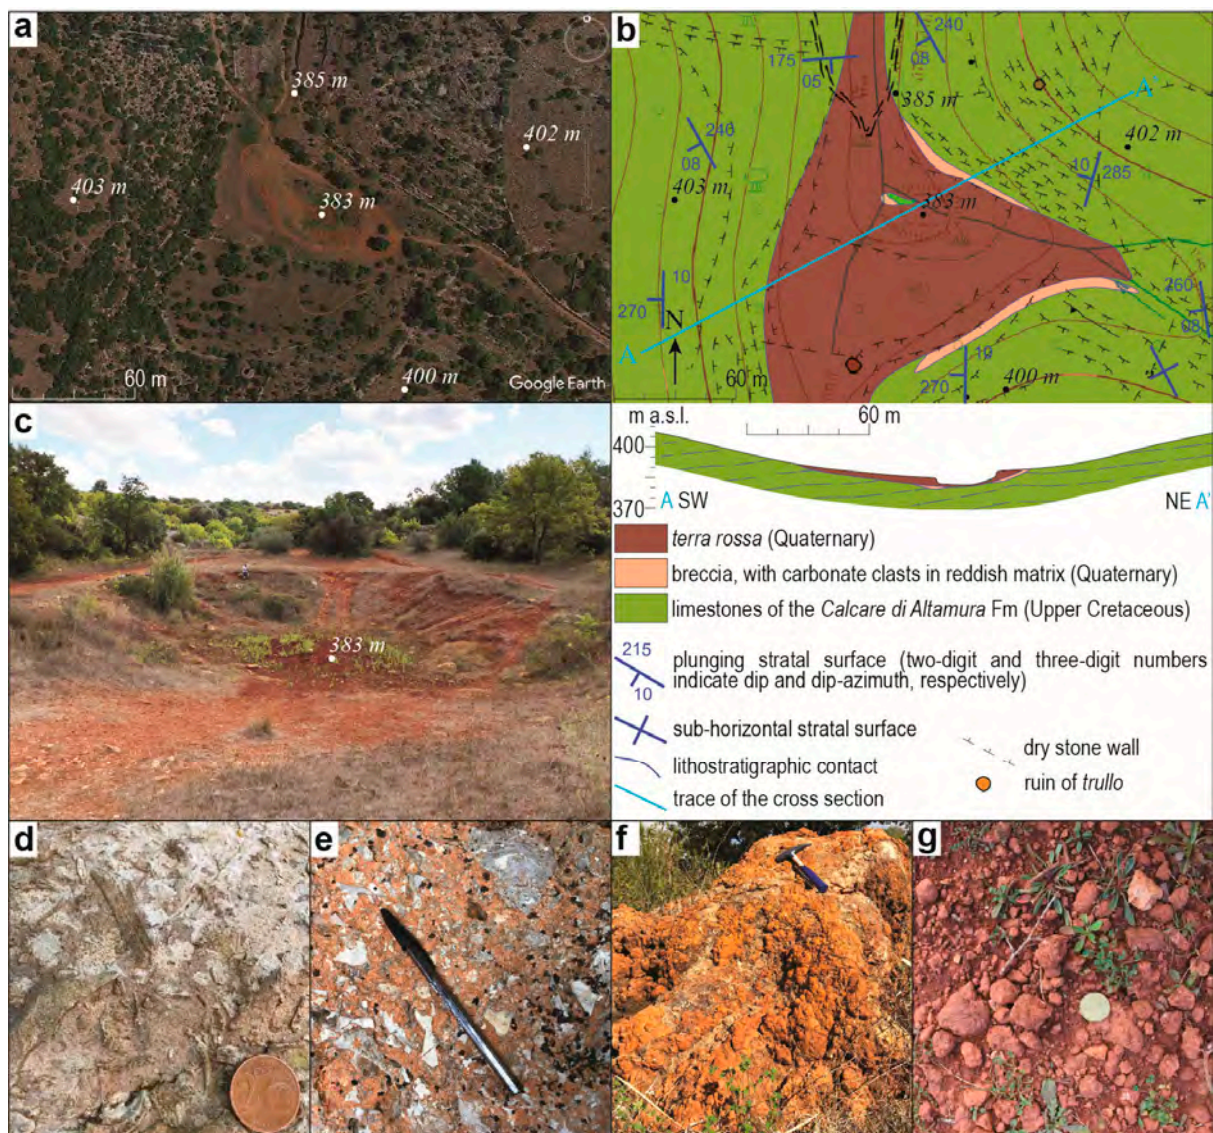 a
385 m
402 m
403 m
383 m
400 m
60 m
Google Earth
b
175
05
240
08
385 m
A'
240
08
402 m
10
285
403 m
383 m
10
270
260
08
N
A
60 m
10
270
400 m
c
383 m
m a.s.l.
60 m
400
370
A SW
NE A'
terra rossa (Quaternary)
breccia, with carbonate clasts in reddish matrix (Quaternary)
limestones of the Calcare di Altamura Fm (Upper Cretaceous)
215
10
plunging stratal surface (two-digit and three-digit numbers
indicate dip and dip-azimuth, respectively)
sub-horizontal stratal surface
lithostratigraphic contact
trace of the cross section
dry stone wall
ruin of trullo
d
e
f
g